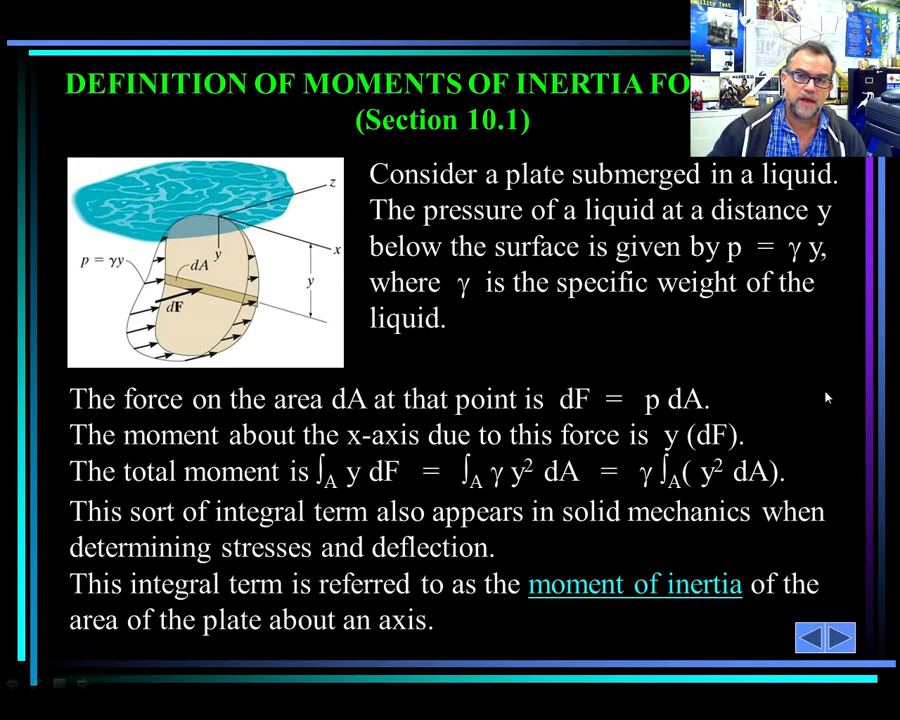 DEFINITION OF MOMENTS OF INERTIA FO
(Section 10.1)
Consider a plate submerged in a liquid.
The pressure of a liquid at a distance y
below the surface is given by p = γ y,
where γ is the specific weight of the
liquid.
z
x
y
p = γy
dA
y
dF
The force on the area dA at that point is dF = p dA.
The moment about the x-axis due to this force is y (dF).
The total moment is ∫A y dF = ∫A γ y² dA = γ ∫A( y² dA).
This sort of integral term also appears in solid mechanics when
determining stresses and deflection.
This integral term is referred to as the moment of inertia of the
area of the plate about an axis.